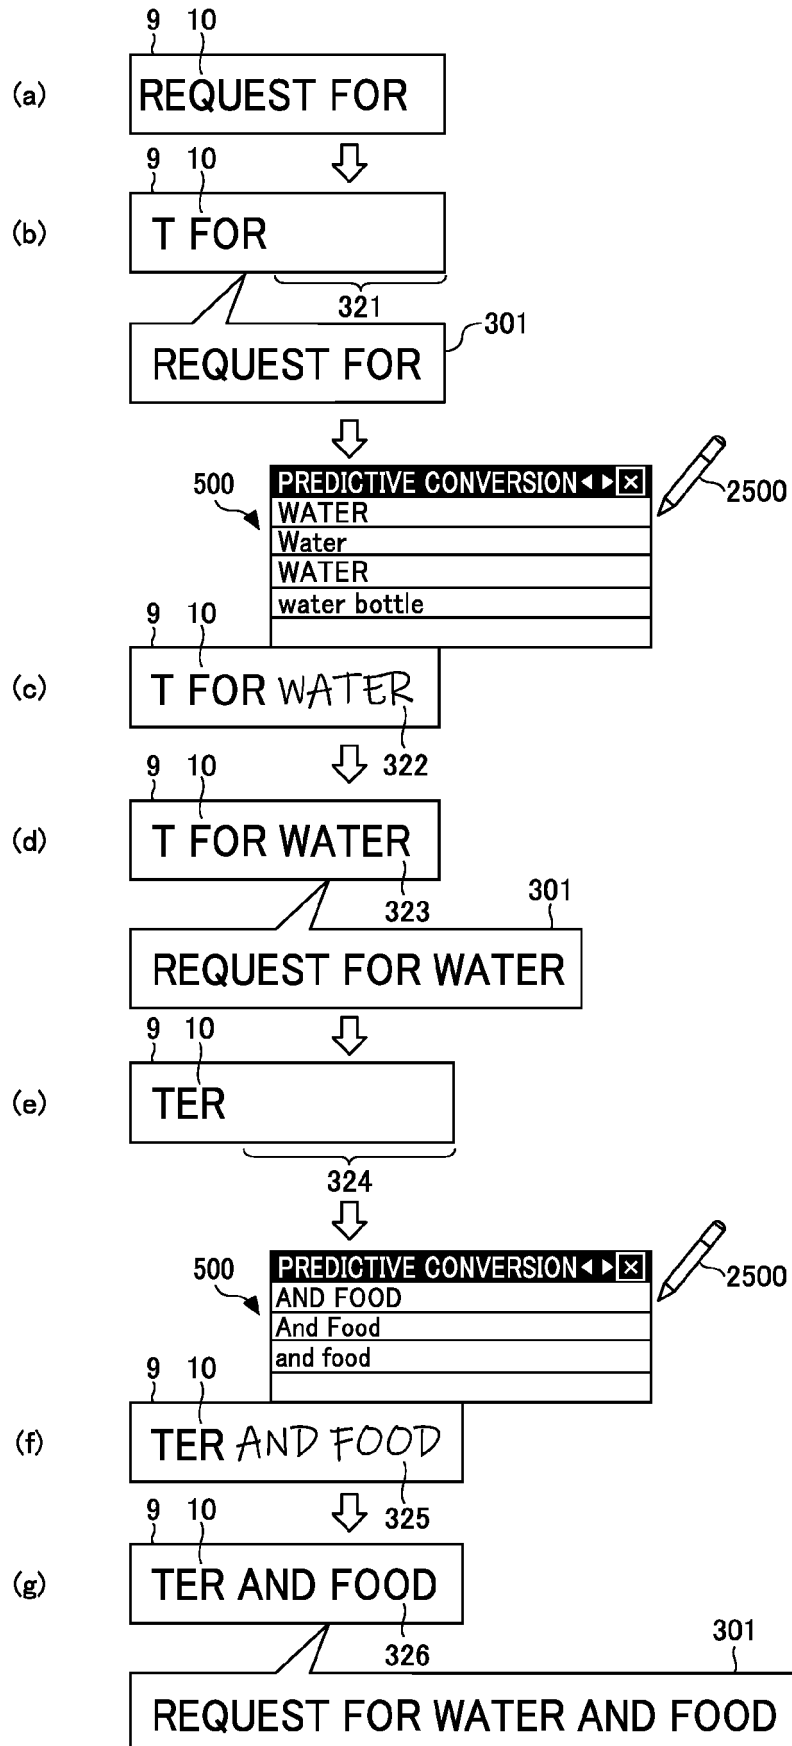 9 10
(a) REQUEST FOR
9 10
(b) T FOR
321
301
REQUEST FOR
500 PREDICTIVE CONVERSION 2500
WATER
Water
WATER
water bottle
9 10
(c) T FOR WATER
322
9 10
(d) T FOR WATER
323 301
REQUEST FOR WATER
9 10
(e) TER
324
500 PREDICTIVE CONVERSION 2500
AND FOOD
And Food
and food
9 10
(f) TER AND FOOD
325
9 10
(g) TER AND FOOD
326 301
REQUEST FOR WATER AND FOOD